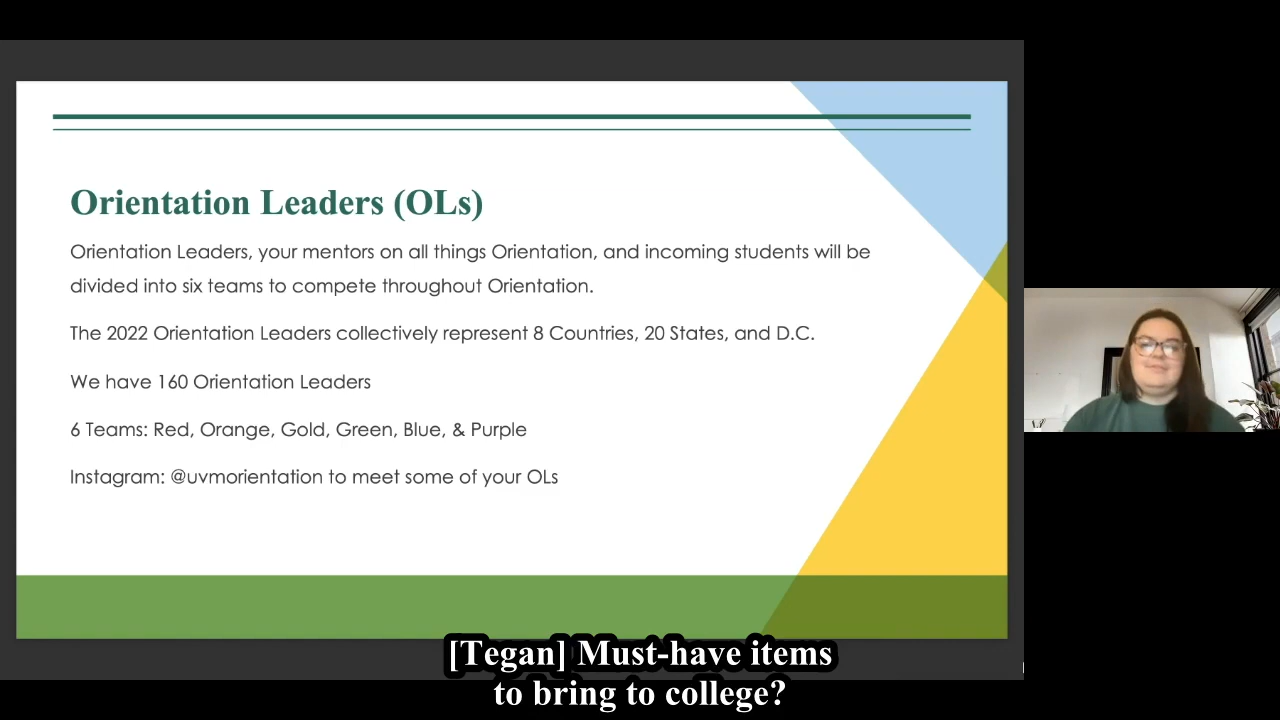 Orientation Leaders (OLs)
Orientation Leaders, your mentors on all things Orientation, and incoming students will be
divided into six teams to compete throughout Orientation.
The 2022 Orientation Leaders collectively represent 8 Countries, 20 States, and D.C.
We have 160 Orientation Leaders
6 Teams: Red, Orange, Gold, Green, Blue, & Purple
Instagram: @uvmorientation to meet some of your OLs
[Tegan] Must-have items
to bring to college?